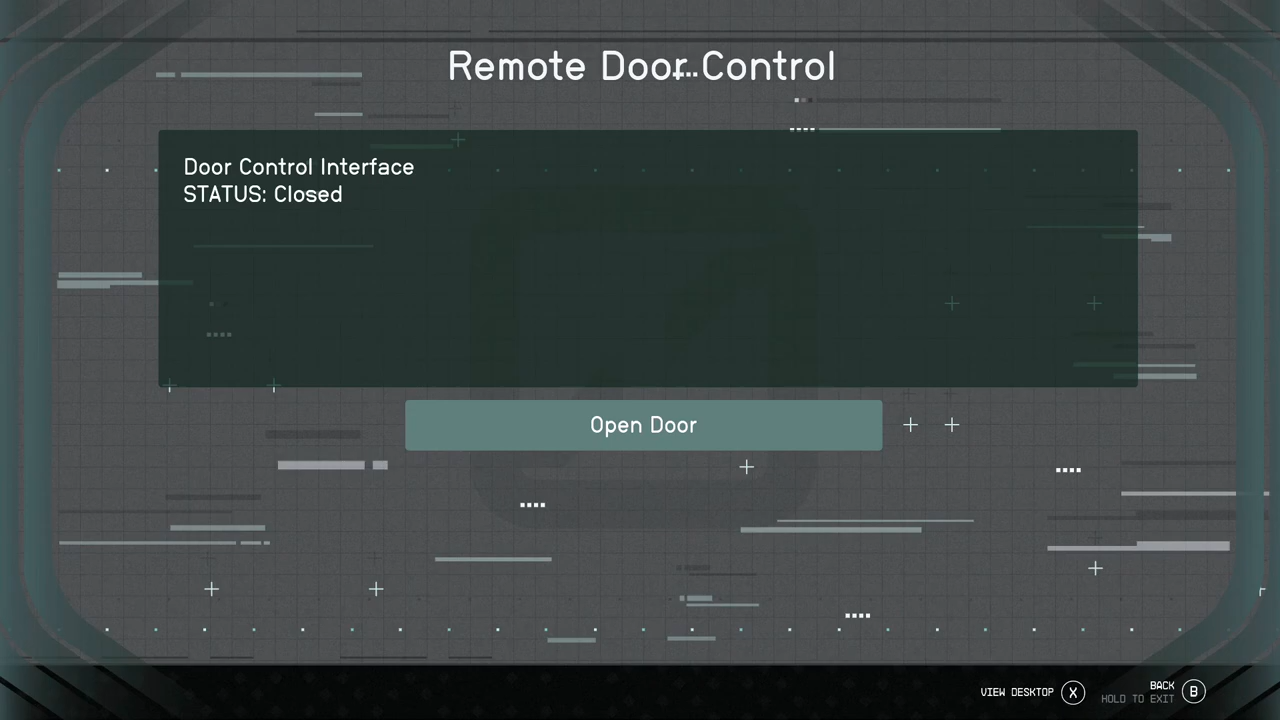 Remote Door Control
Door Control Interface
STATUS: Closed
Open Door
VIEW DESKTOP X
BACK
HOLD TO EXIT B